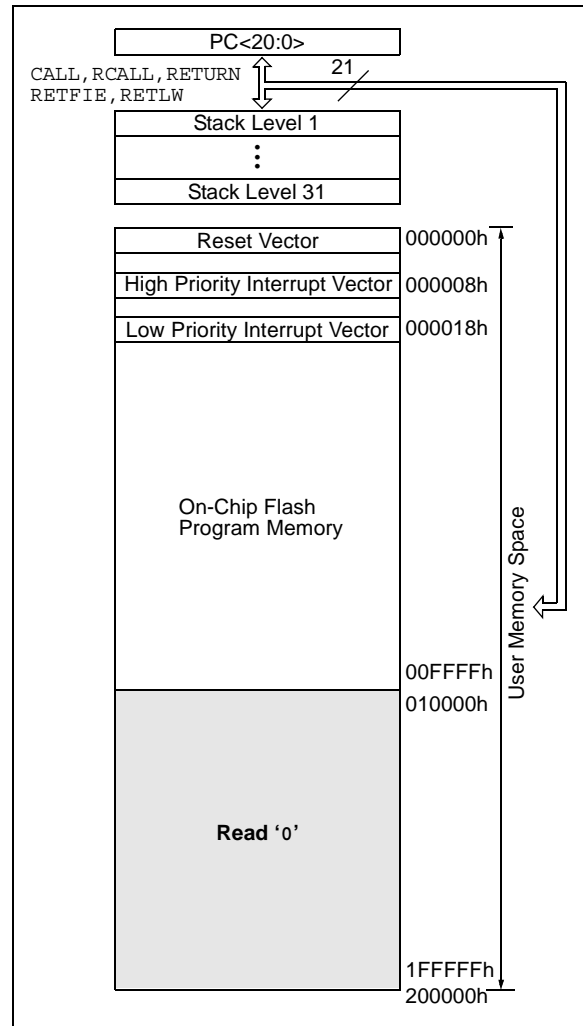 PC<20:0>
CALL,RCALL,RETURN
RETFIE,RETLW
21
Stack Level 1
Stack Level 31
Reset Vector
000000h
High Priority Interrupt Vector
000008h
Low Priority Interrupt Vector
000018h
On-Chip Flash
Program Memory
User Memory Space
00FFFFh
010000h
Read ‘0’
1FFFFFh
200000h